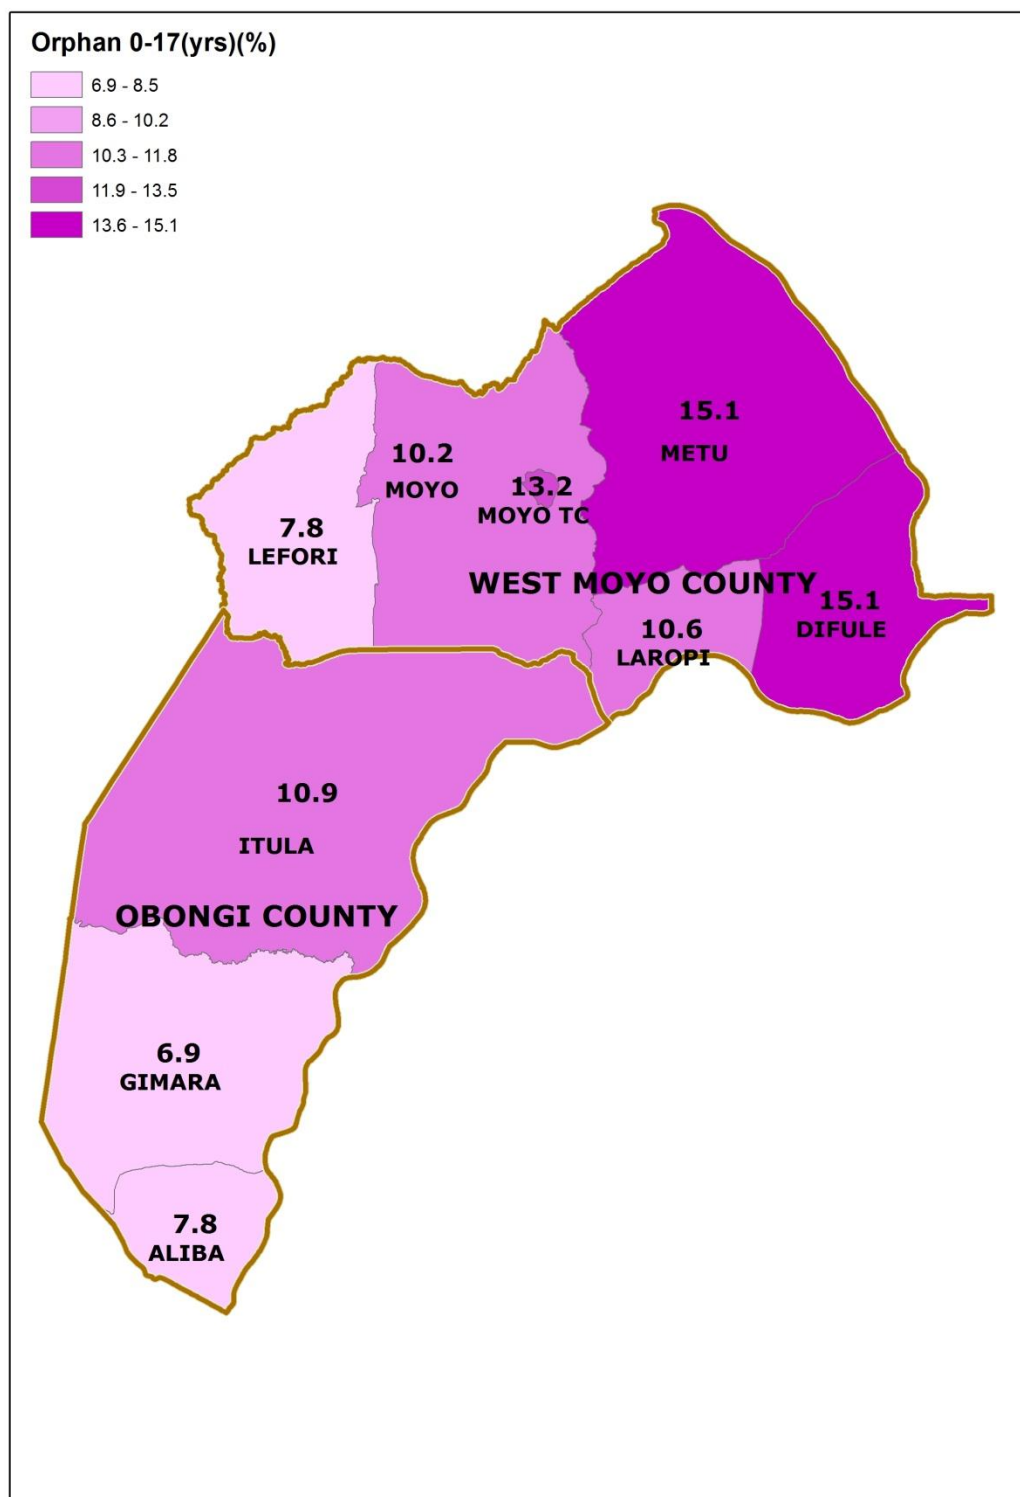 Orphan 0-17(yrs)(%)
6.9 - 8.5
8.6 - 10.2
10.3 - 11.8
11.9 - 13.5
13.6 - 15.1
15.1
METU
10.2
MOYO
13.2
MOYO TC
7.8
LEFORI
WEST MOYO COUNTY
15.1
DIFULE
10.6
LAROPI
10.9
ITULA
OBONGI COUNTY
6.9
GIMARA
7.8
ALIBA